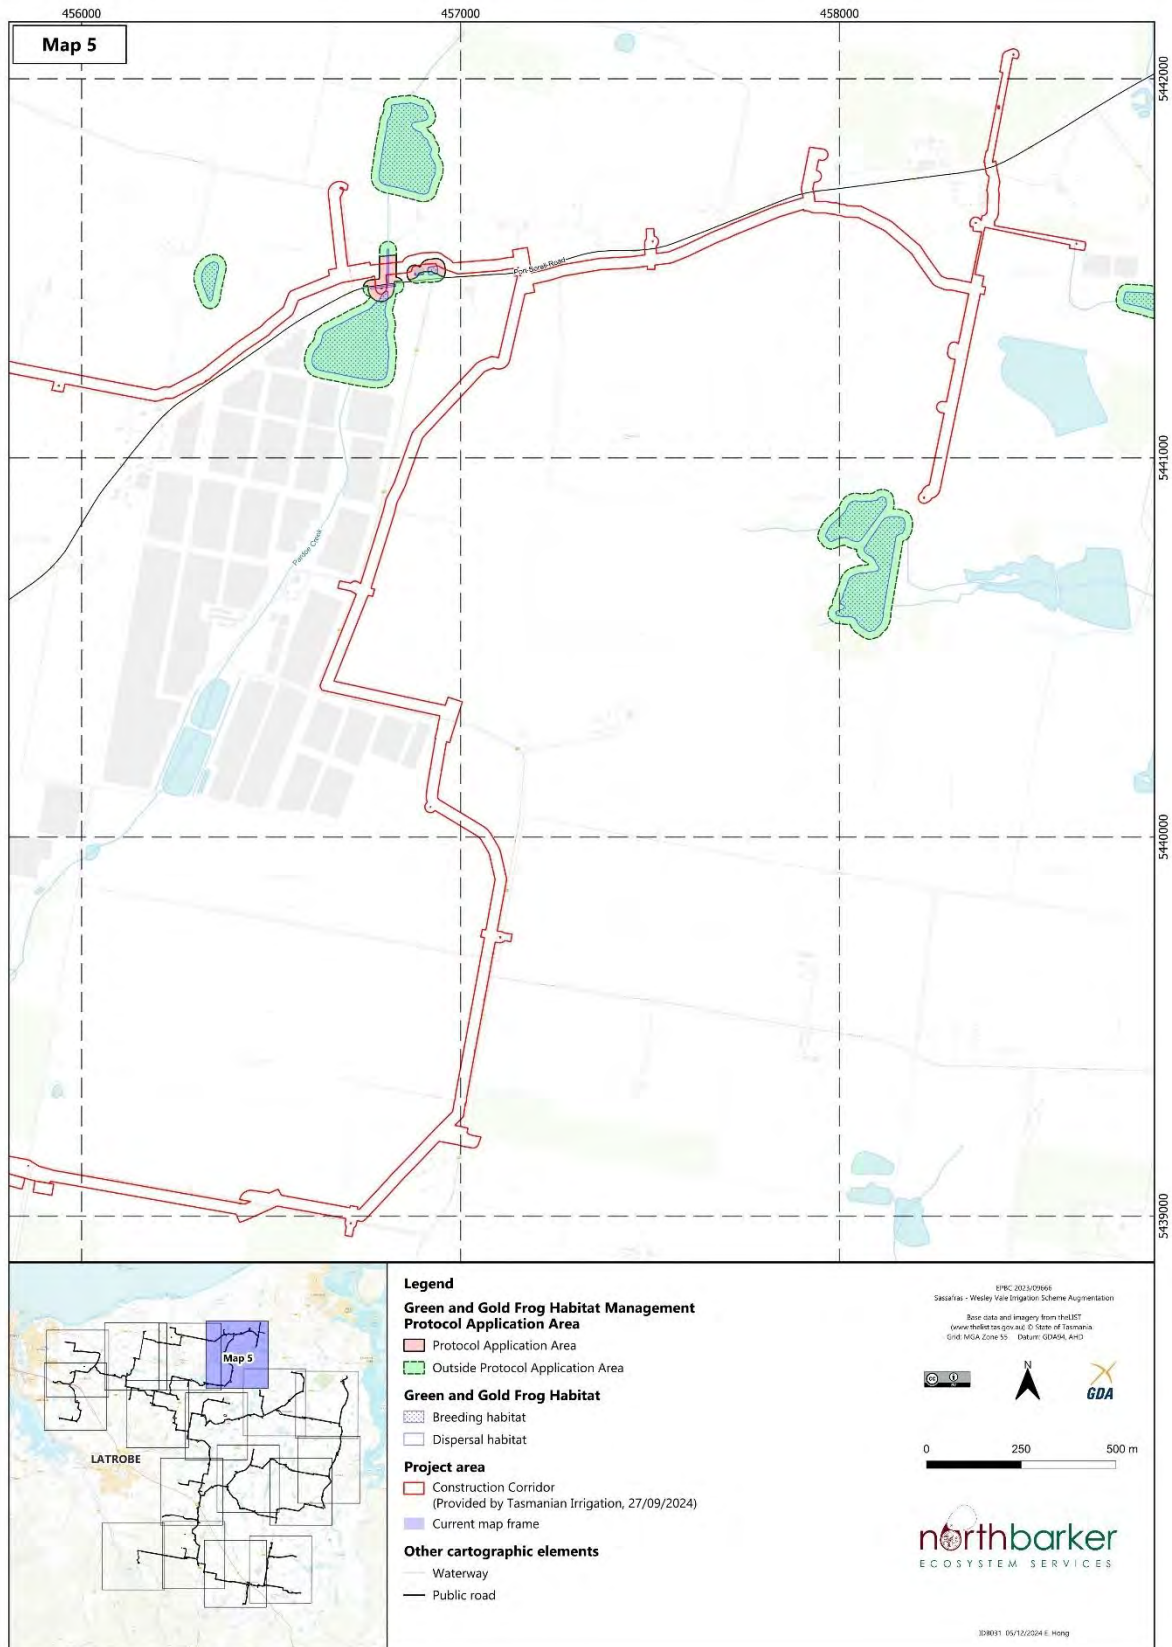 456000
457000
458000
Map 5
5442000
Port Sorell Road
5441000
Pardoe Creek
5440000
5439000
Map 5
LATROBE
Legend
Green and Gold Frog Habitat Management
Protocol Application Area
Protocol Application Area
Outside Protocol Application Area
Green and Gold Frog Habitat
Breeding habitat
Dispersal habitat
Project area
Construction Corridor
(Provided by Tasmanian Irrigation, 27/09/2024)
Current map frame
Other cartographic elements
Waterway
Public road
EPBC 2023/09666
Sassafras - Wesley Vale Irrigation Scheme Augmentation
Base data and imagery from theLIST
(www.thelist.tas.gov.au) © State of Tasmania
Grid: MGA Zone 55 Datum: GDA94, AHD
N
GDA
0 250 500 m
northbarker
ECOSYSTEM SERVICES
05/12/2024 E. Hong